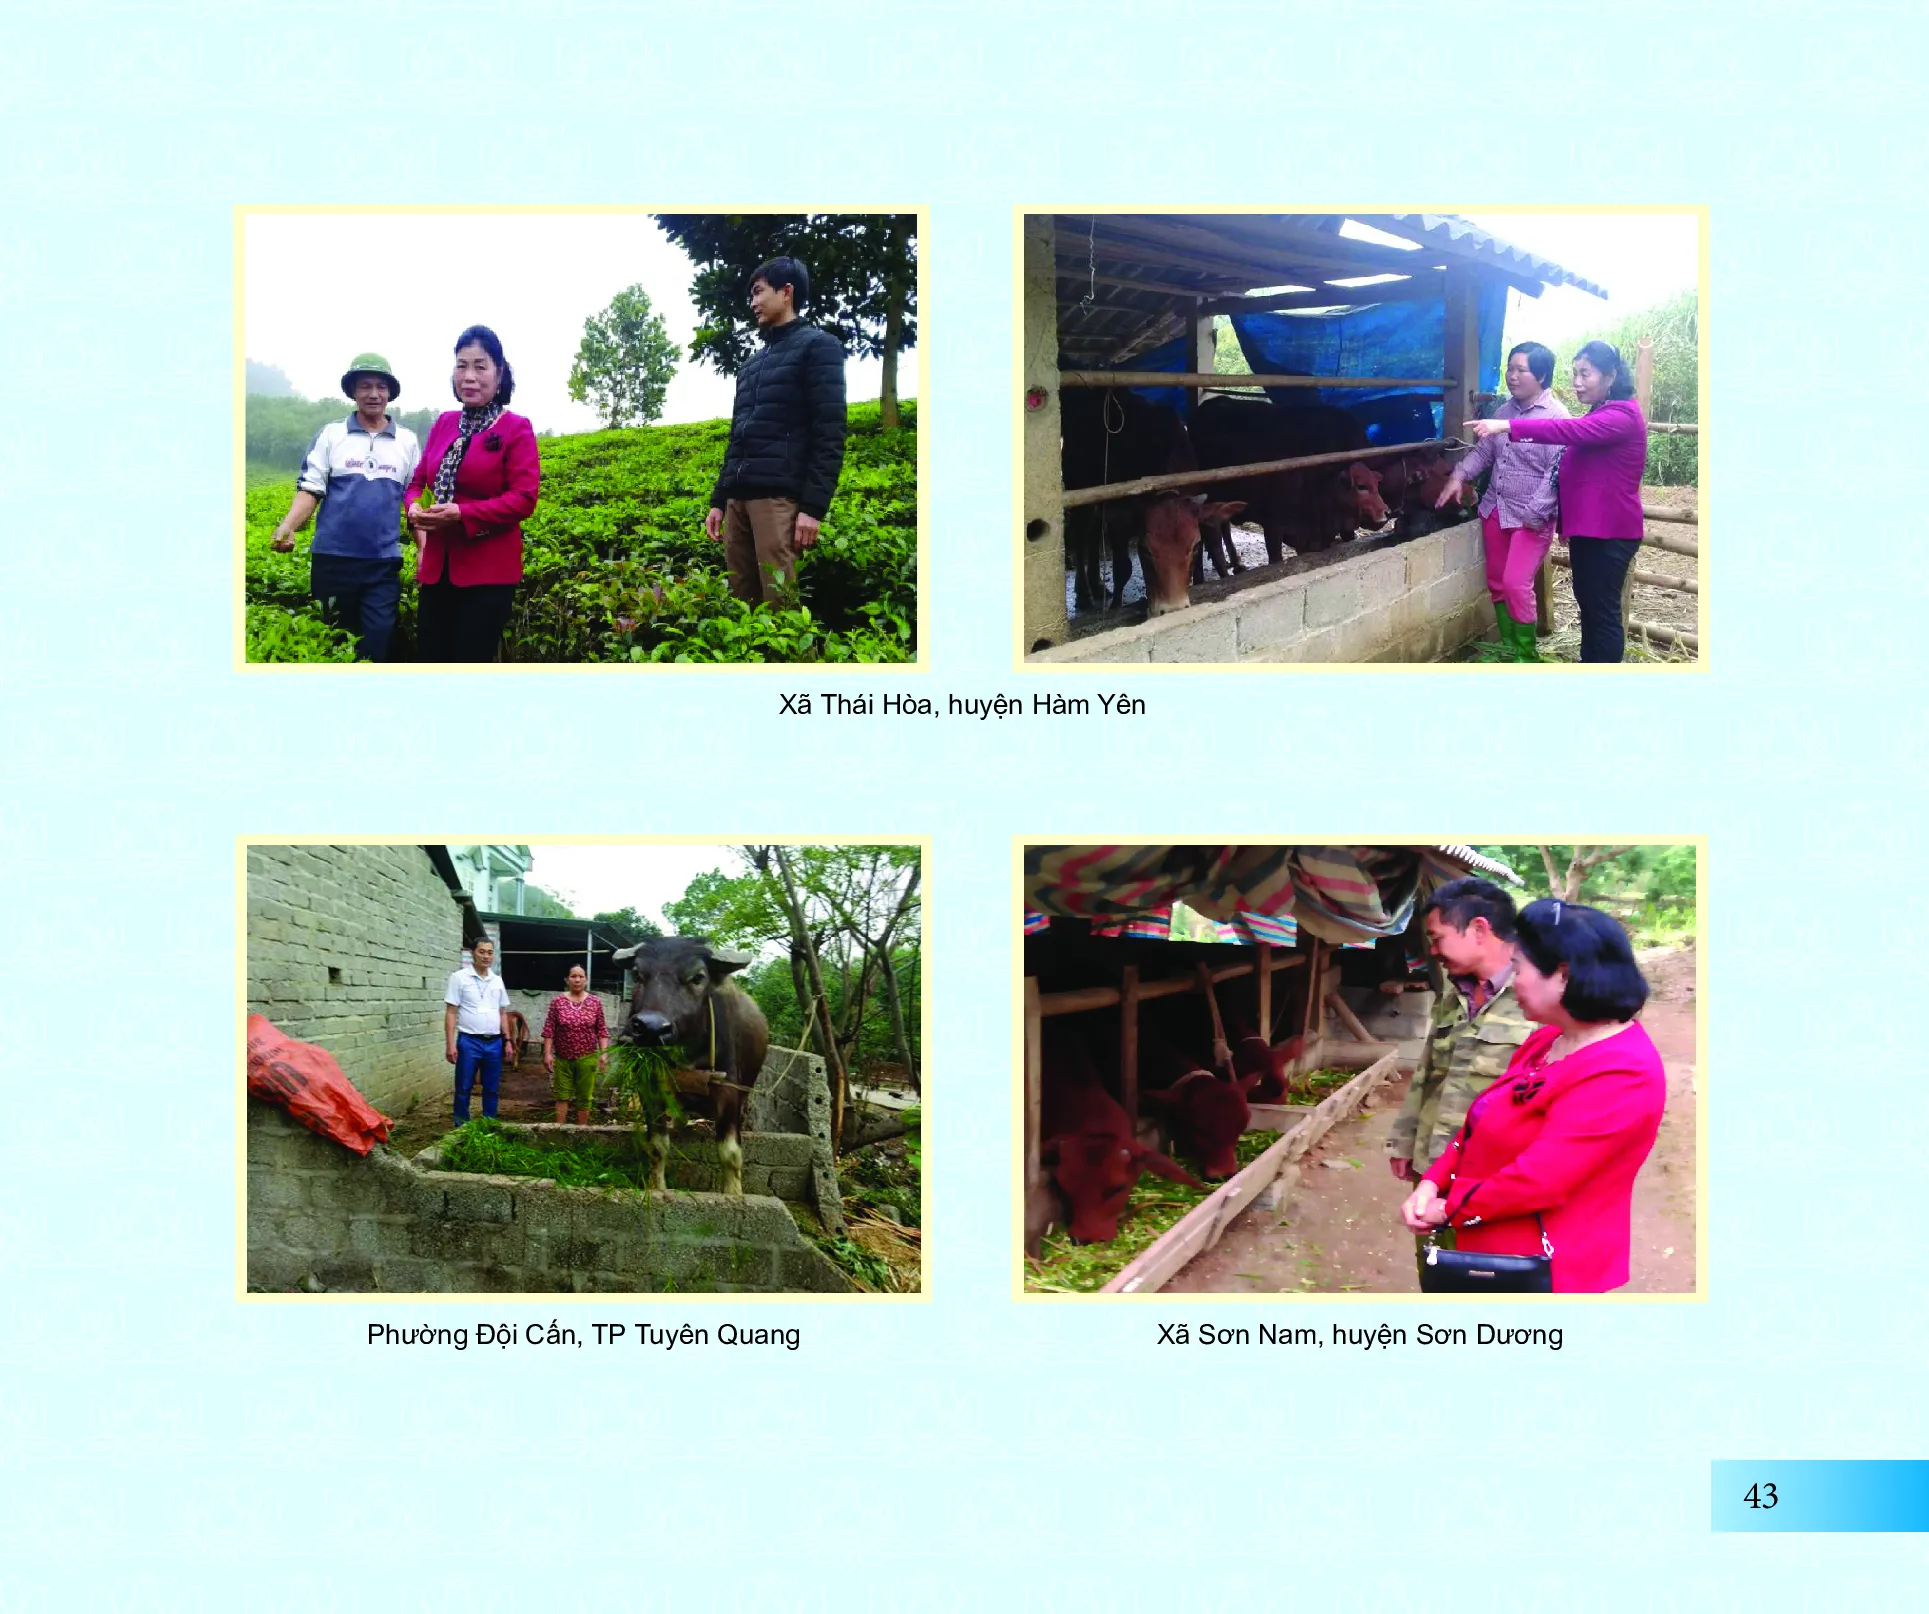 Xã Thái Hòa, huyện Hàm Yên
Phường Đội Cấn, TP Tuyên Quang
Xã Sơn Nam, huyện Sơn Dương
43